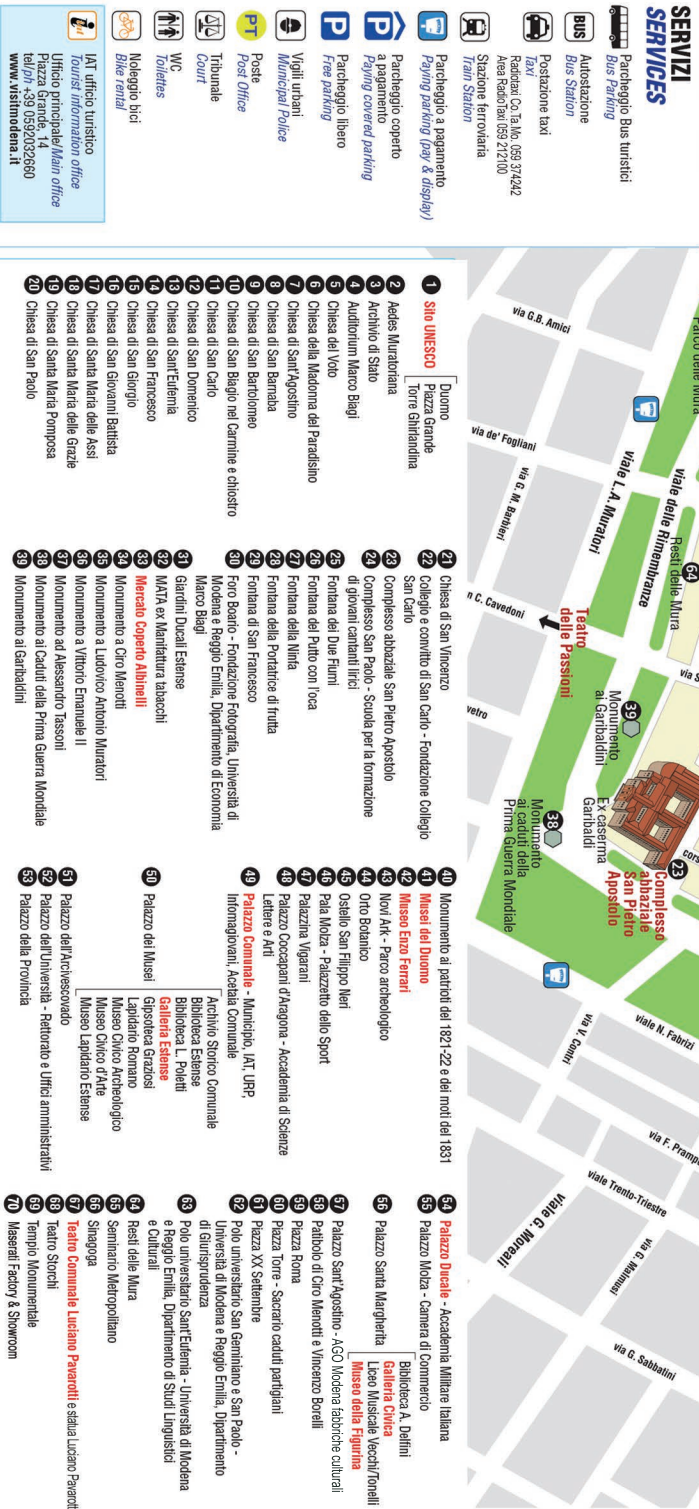 SERVIZI
SERVICES
Parcheggio Bus turistici
Bus Parking
BUS
Autostazione
Bus Station
Postazione taxi
Taxi
Radiotaxi Co.Ta.Mo. 059 374242
Area RadioTaxi 059 212100
Stazione ferroviaria
Train Station
Parcheggio a pagamento
Paying parking (pay & display)
P
Parcheggio coperto
a pagamento
Paying covered parking
P
Parcheggio libero
Free parking
Vigili urbani
Municipal Police
PT
Poste
Post Office
Tribunale
Court
WC
Toilettes
Noleggio bici
Bike rental
IAT ufficio turistico
Tourist information office
Ufficio principale/Main office
Piazza Grande, 14
tel/ph +39 0592032660
www.visitmodena.it
Parco delle Mura
via G.B. Amici
via de' Fogliani
via G. M. Barbieri
viale L.A. Muratori
viale delle Rimembranze
64
Resti delle Mura
n C. Cavedoni
Teatro
delle Passioni
via S
vetro
39
Monumento
ai Garibaldini
Ex caserma
Garibaldi
38
Monumento
ai caduti della
Prima Guerra Mondiale
cors
23
Complesso
abbaziale
San Pietro
Apostolo
viale N. Fabrizi
via V. Contri
via F. Prampo
viale Trento-Triestre
via G. Malmusi
Viale G. Moreali
via G. Sabbatini
1 Sito UNESCO
Duomo
Piazza Grande
Torre Ghirlandina
2 Aedes Muratoriana
3 Archivio di Stato
4 Auditorium Marco Biagi
5 Chiesa del Voto
6 Chiesa della Madonna del Paradisino
7 Chiesa di Sant'Agostino
8 Chiesa di San Barnaba
9 Chiesa di San Bartolomeo
10 Chiesa di San Biagio nel Carmine e chiostro
11 Chiesa di San Carlo
12 Chiesa di San Domenico
13 Chiesa di Sant'Eufemia
14 Chiesa di San Francesco
15 Chiesa di San Giorgio
16 Chiesa di San Giovanni Battista
17 Chiesa di Santa Maria delle Assi
18 Chiesa di Santa Maria delle Grazie
19 Chiesa di Santa Maria Pomposa
20 Chiesa di San Paolo
21 Chiesa di San Vincenzo
22 Collegio e convitto di San Carlo - Fondazione Collegio
San Carlo
23 Complesso abbaziale San Pietro Apostolo
24 Complesso San Paolo - Scuola per la formazione
di giovani cantanti lirici
25 Fontana dei Due Fiumi
26 Fontana del Putto con l'oca
27 Fontana della Ninfa
28 Fontana della Portatrice di frutta
29 Fontana di San Francesco
30 Foro Boario - Fondazione Fotografia, Università di
Modena e Reggio Emilia, Dipartimento di Economia
Marco Biagi
31 Giardini Ducali Estense
32 MATA ex Manifattura tabacchi
33 Mercato Coperto Albinelli
34 Monumento a Ciro Menotti
35 Monumento a Ludovico Antonio Muratori
36 Monumento a Vittorio Emanuele II
37 Monumento ad Alessandro Tassoni
38 Monumento ai Caduti della Prima Guerra Mondiale
39 Monumento ai Garibaldini
40 Monumento ai patrioti del 1821-22 e dei moti del 1831
41 Musei del Duomo
42 Museo Enzo Ferrari
43 Novi Ark - Parco archeologico
44 Orto Botanico
45 Ostello San Filippo Neri
46 Pala Molza - Palazzetto dello Sport
47 Palazzina Vigarani
48 Palazzo Coccapani d'Aragona - Accademia di Scienze
Lettere e Arti
49 Palazzo Comunale - Municipio, IAT, URP,
Infomagiovani, Acetaia Comunale
50 Palazzo dei Musei
Archivio Storico Comunale
Biblioteca Estense
Biblioteca L. Poletti
Galleria Estense
Gipsoteca Graziosi
Lapidario Romano
Museo Civico Archeologico
Museo Civico d'Arte
Museo Lapidario Estense
51 Palazzo dell'Arcivescovado
52 Palazzo dell'Università - Rettorato e Uffici amministrativi
53 Palazzo della Provincia
54 Palazzo Ducale - Accademia Militare Italiana
55 Palazzo Molza - Camera di Commercio
56 Palazzo Santa Margherita
Biblioteca A. Delfini
Galleria Civica
Liceo Musicale Vecchi/Tonelli
Museo della Figurina
57 Palazzo Sant'Agostino - AGO Modena fabbriche culturali
58 Patibolo di Ciro Menotti e Vincenzo Borelli
59 Piazza Roma
60 Piazza Torre - Sacrario caduti partigiani
61 Piazza XX Settembre
62 Polo universitario San Geminiano e San Paolo -
Università di Modena e Reggio Emilia, Dipartimento
di Giurisprudenza
63 Polo universitario Sant'Eufemia - Università di Modena
e Reggio Emilia, Dipartimento di Studi Linguistici
e Culturali
64 Resti delle Mura
65 Seminario Metropolitano
66 Sinagoga
67 Teatro Comunale Luciano Pavarotti e statua Luciano Pavarotti
68 Teatro Storchi
69 Tempio Monumentale
70 Maserati Factory & Showroom